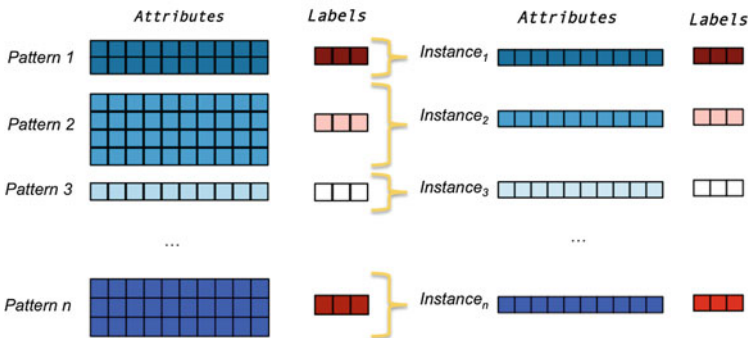 Attributes Labels Attributes Labels
Pattern 1 Instance1
Pattern 2 Instance2
Pattern 3 Instance3
... ...
Pattern n Instancen